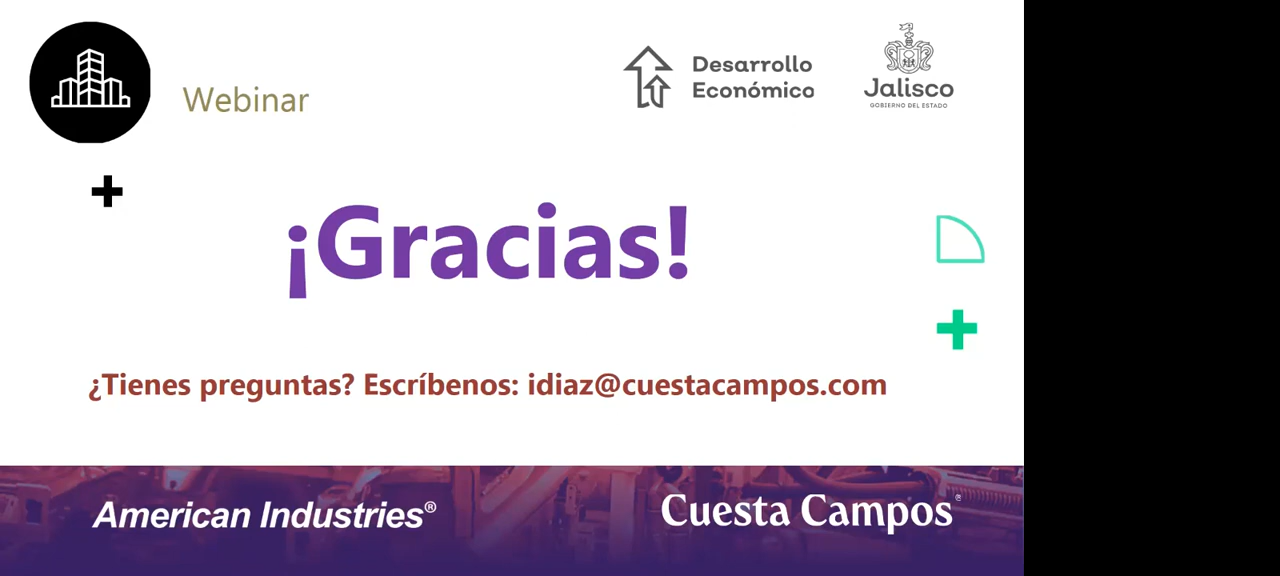 Webinar
Desarrollo
Económico
Jalisco
GOBIERNO DEL ESTADO
¡Gracias!
¿Tienes preguntas? Escríbenos: idiaz@cuestacampos.com
American Industries®
Cuesta Campos®